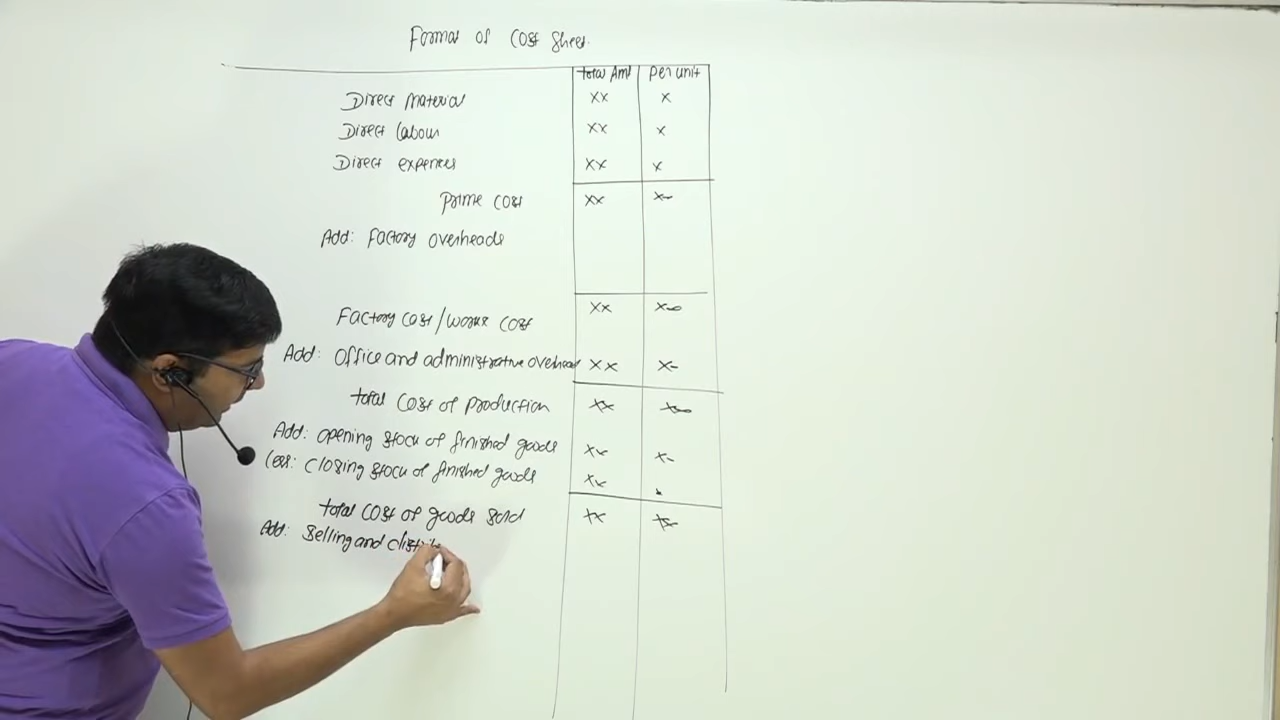 Format of Cost Sheet.
Total Amt Per unit
Direct Material xx x
Direct labour xx x
Direct expenses xx x
Prime Cost xx x
Add: Factory overheads
Factory cost/works cost xx x
Add: office and administrative overhead xx x
total cost of production xx x
Add: opening stock of finished goods xx x
less: closing stock of finished goods xx
total cost of goods sold xx x
Add: Selling and distrib